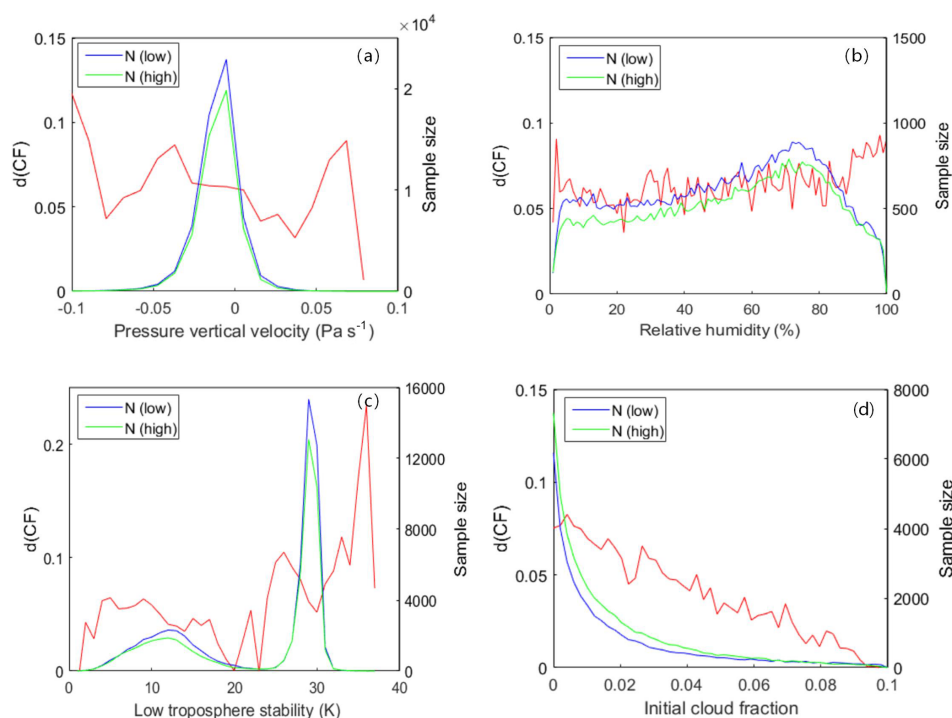 × 10⁴
0.15
(a)
N (low)
N (high)
2
0.1
1
0.05
0
0
-0.1
-0.05
0
0.05
0.1
d(CF)
Sample size
Pressure vertical velocity (Pa s⁻¹)
0.15
1500
(b)
N (low)
N (high)
0.1
1000
0.05
500
0
0
0
20
40
60
80
100
d(CF)
Sample size
Relative humidity (%)
16000
(c)
N (low)
N (high)
0.2
12000
8000
0.1
4000
0
0
0
10
20
30
40
d(CF)
Sample size
Low troposphere stability (K)
0.15
8000
(d)
N (low)
N (high)
6000
0.1
4000
0.05
2000
0
0
0
0.02
0.04
0.06
0.08
0.1
d(CF)
Sample size
Initial cloud fraction